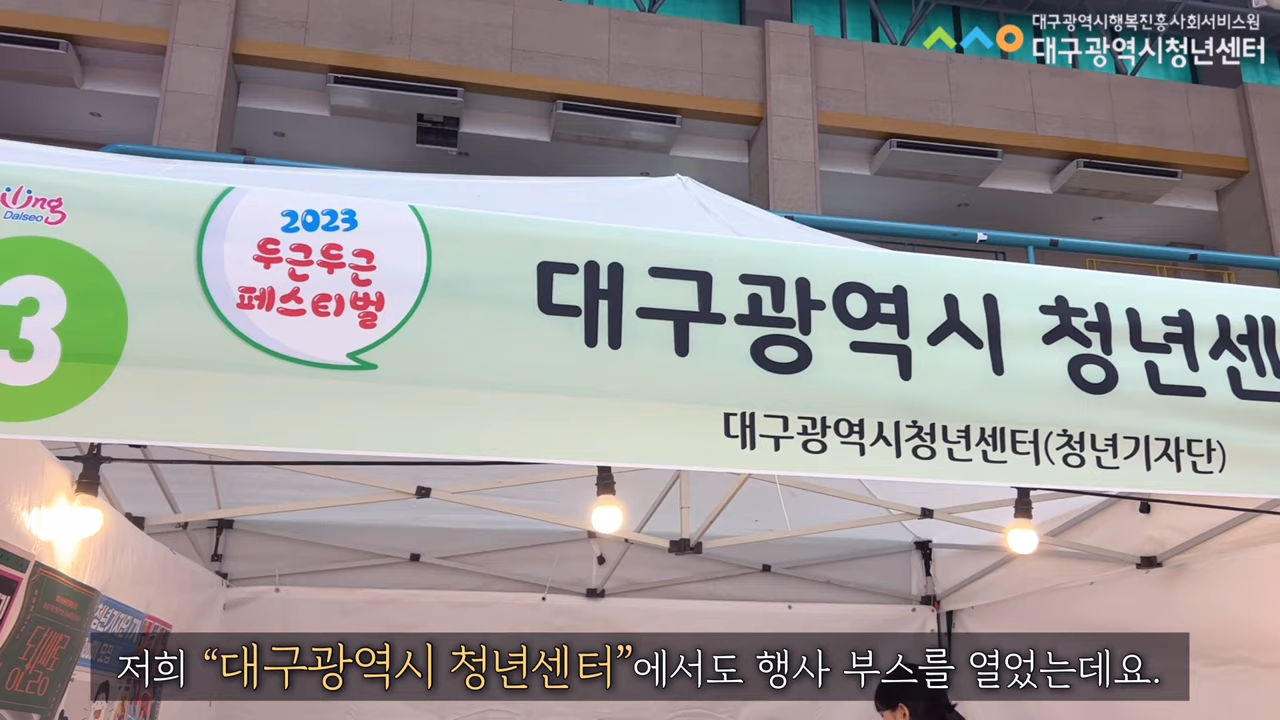 대구광역시행복진흥사회서비스원
대구광역시청년센터
Dalseo
2023
두근두근
페스티벌
3
대구광역시 청년센
대구광역시청년센터(청년기자단)
저희 “대구광역시 청년센터”에서도 행사 부스를 열었는데요.